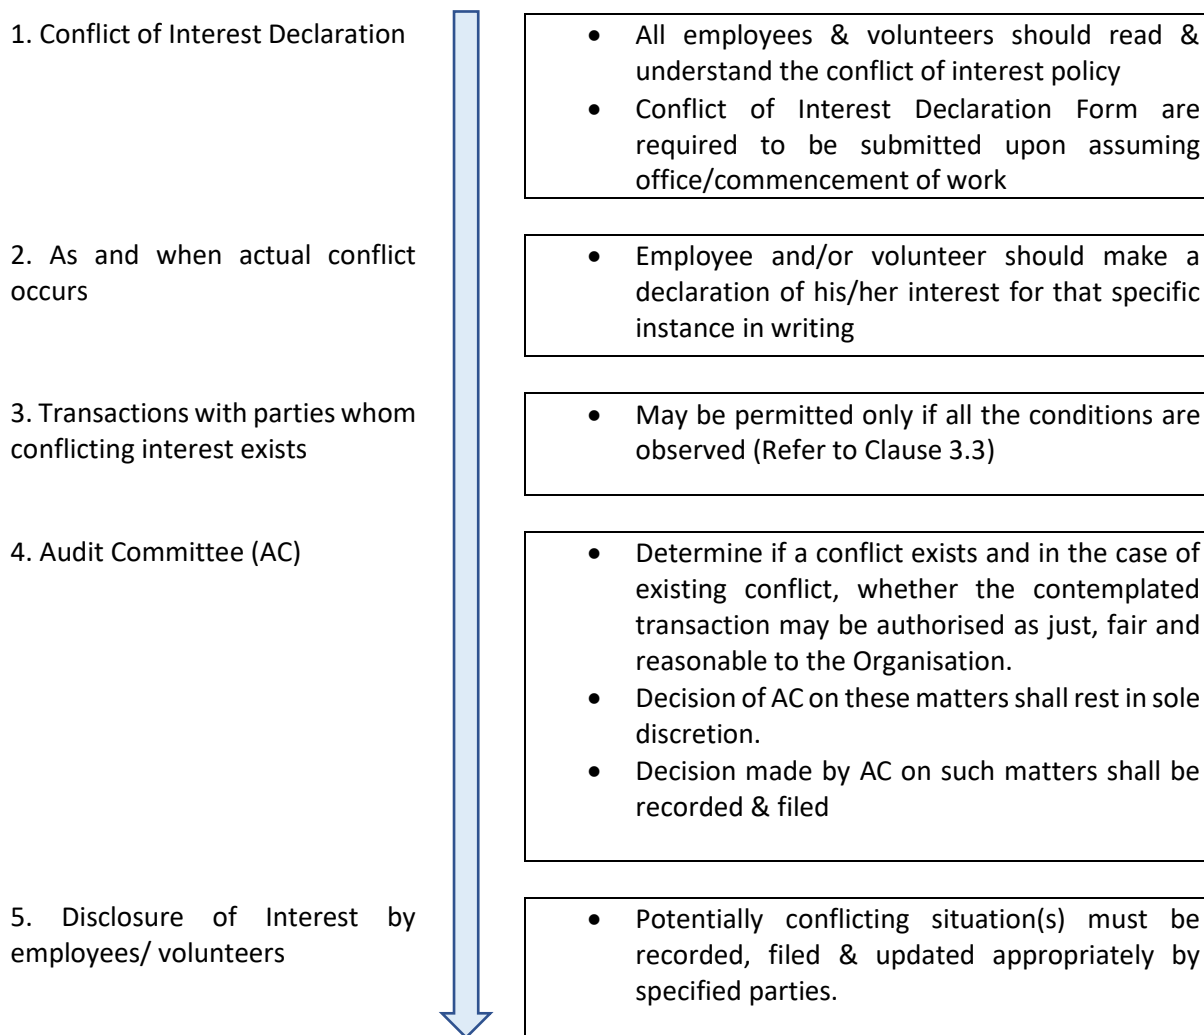 1. Conflict of Interest Declaration
• All employees & volunteers should read &
understand the conflict of interest policy
• Conflict of Interest Declaration Form are
required to be submitted upon assuming
office/commencement of work
2. As and when actual conflict
occurs
• Employee and/or volunteer should make a
declaration of his/her interest for that specific
instance in writing
3. Transactions with parties whom
conflicting interest exists
• May be permitted only if all the conditions are
observed (Refer to Clause 3.3)
4. Audit Committee (AC)
• Determine if a conflict exists and in the case of
existing conflict, whether the contemplated
transaction may be authorised as just, fair and
reasonable to the Organisation.
• Decision of AC on these matters shall rest in sole
discretion.
• Decision made by AC on such matters shall be
recorded & filed
5. Disclosure of Interest by
employees/ volunteers
• Potentially conflicting situation(s) must be
recorded, filed & updated appropriately by
specified parties.